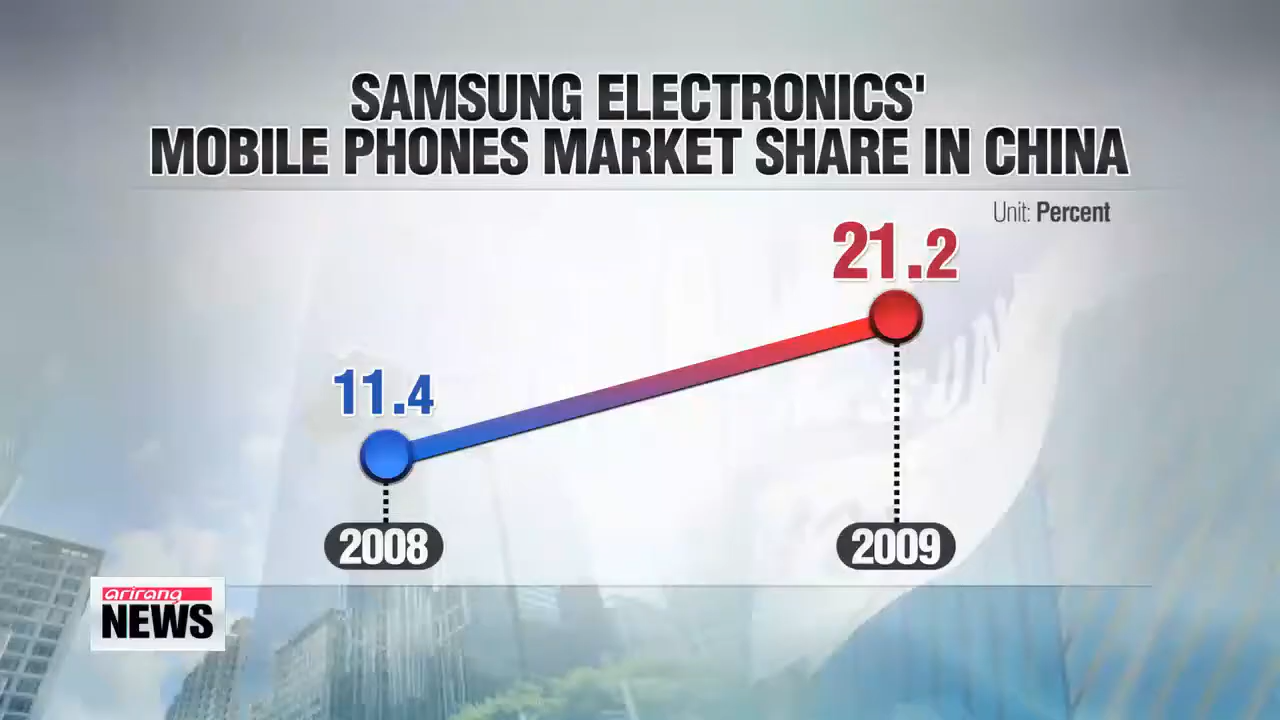 SAMSUNG ELECTRONICS'
MOBILE PHONES MARKET SHARE IN CHINA
Unit: Percent
21.2
11.4
2008
2009
arirang
NEWS